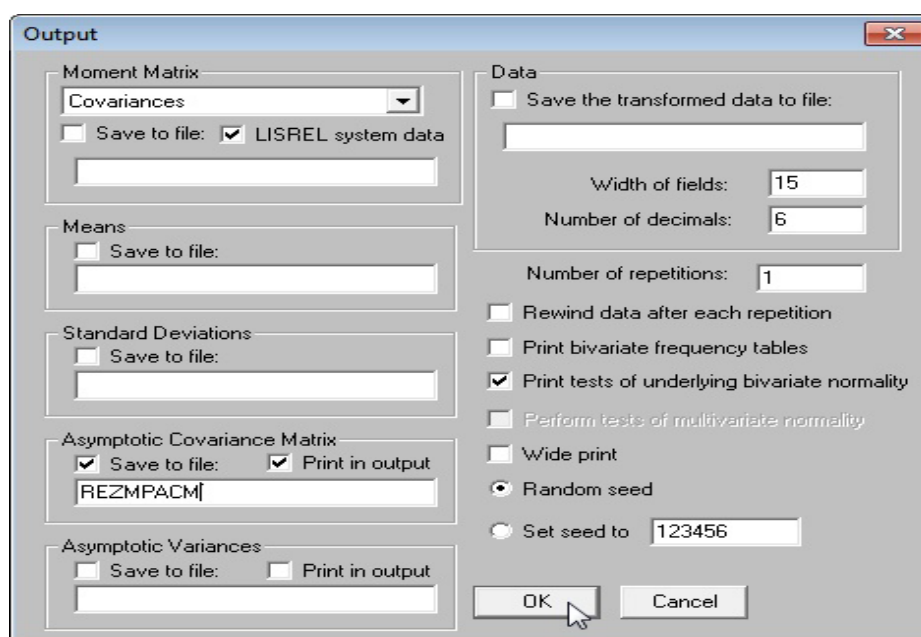 Output
Moment Matrix
Covariances
Save to file: LISREL system data
Means
Save to file:
Standard Deviations
Save to file:
Asymptotic Covariance Matrix
Save to file: Print in output
REZMPACM
Asymptotic Variances
Save to file: Print in output
Data
Save the transformed data to file:
Width of fields: 15
Number of decimals: 6
Number of repetitions: 1
Rewind data after each repetition
Print bivariate frequency tables
Print tests of underlying bivariate normality
Perform tests of multivariate normality
Wide print
Random seed
Set seed to 123456
OK Cancel